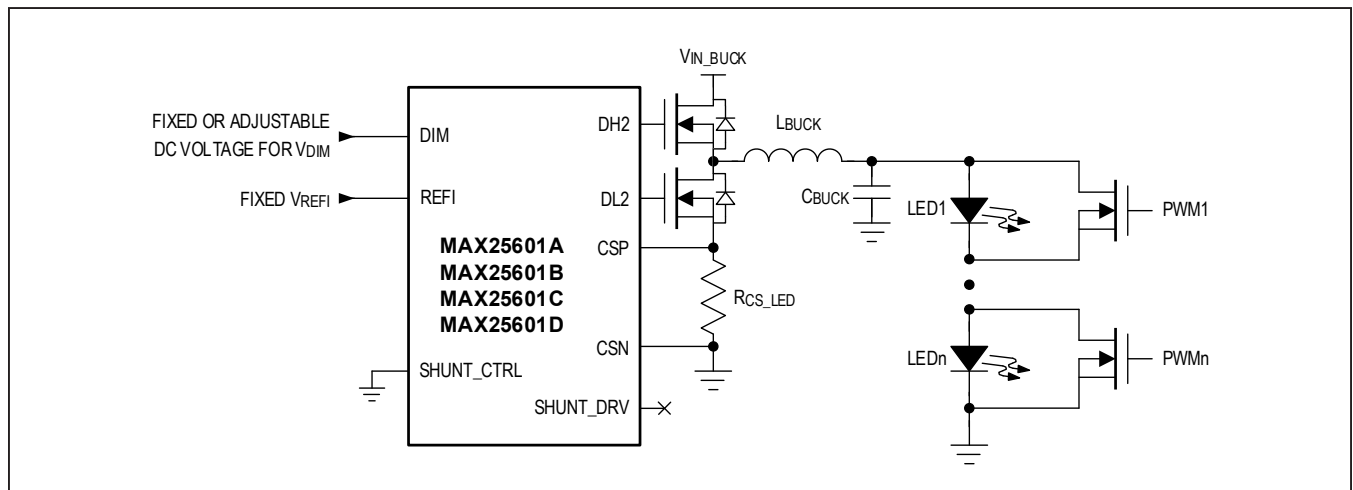 VIN_BUCK
FIXED OR ADJUSTABLE
DC VOLTAGE FOR VDIM
DIM
DH2
LBUCK
FIXED VREFI
REFI
DL2
CBUCK
LED1
PWM1
MAX25601A
MAX25601B
MAX25601C
MAX25601D
CSP
RCS_LED
CSN
LEDn
PWMn
SHUNT_CTRL
SHUNT_DRV